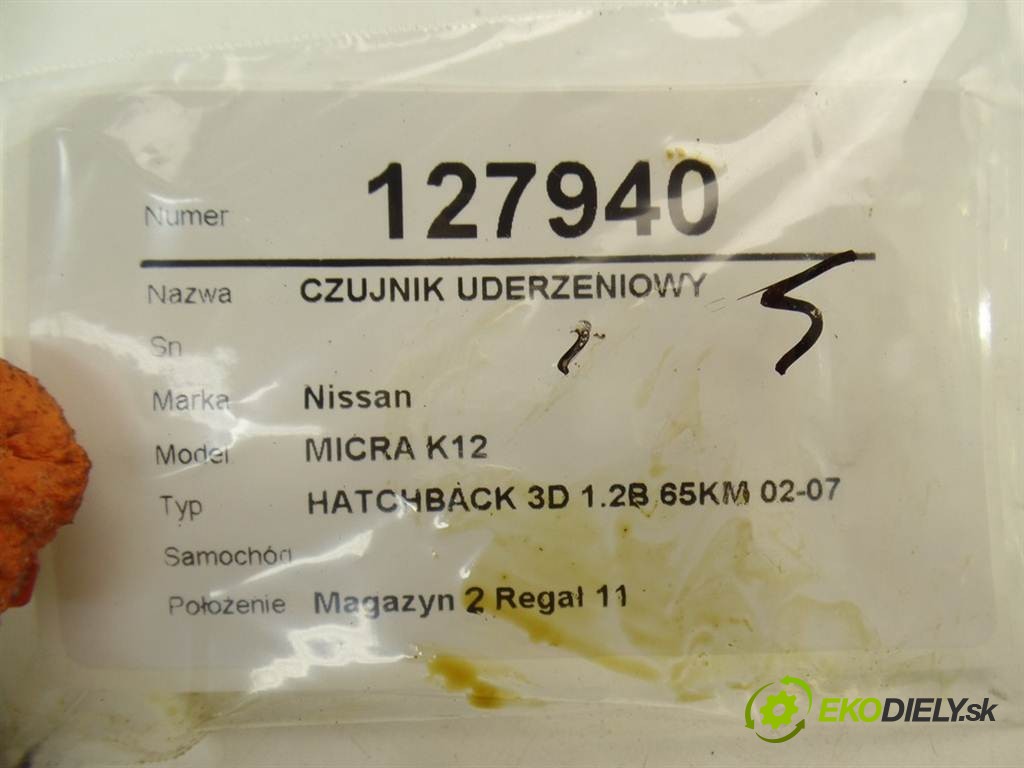 Numer 127940
Nazwa CZUJNIK UDERZENIOWY
Sn
Marka Nissan
Model MICRA K12
Typ HATCHBACK 3D 1.2B 65KM 02-07
Samochód
Położenie Magazyn 2 Regał 11
EKODIELY.sk